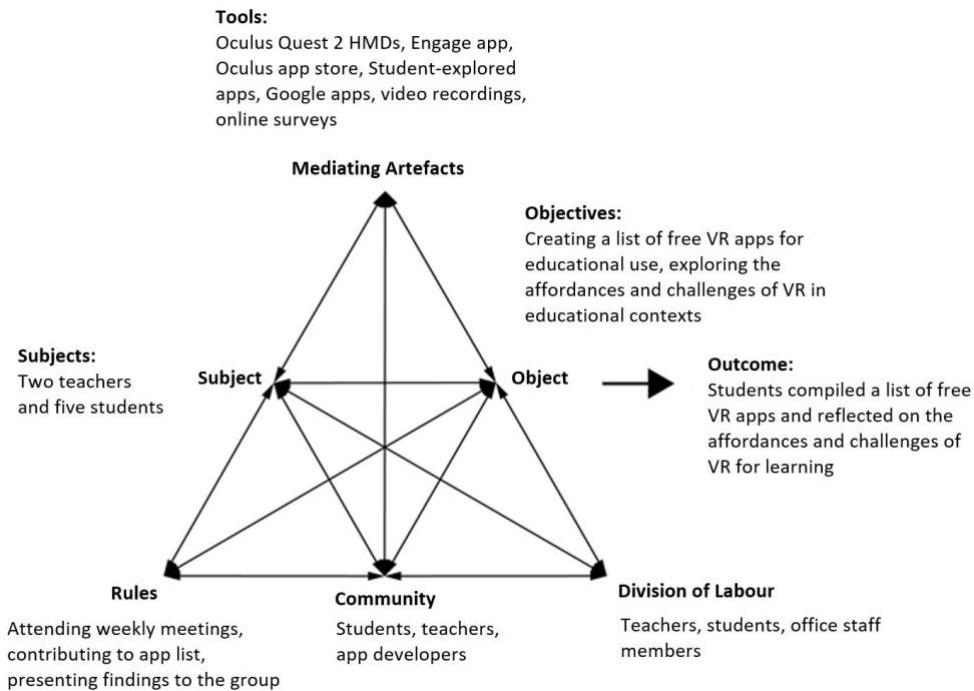 Tools:
Oculus Quest 2 HMDs, Engage app,
Oculus app store, Student-explored
apps, Google apps, video recordings,
online surveys
Mediating Artefacts
Objectives:
Creating a list of free VR apps for
educational use, exploring the
affordances and challenges of VR in
educational contexts
Subjects:
Two teachers
and five students
Subject
Object
Outcome:
Students compiled a list of free
VR apps and reflected on the
affordances and challenges of
VR for learning
Rules
Attending weekly meetings,
contributing to app list,
presenting findings to the group
Community
Students, teachers,
app developers
Division of Labour
Teachers, students, office staff
members